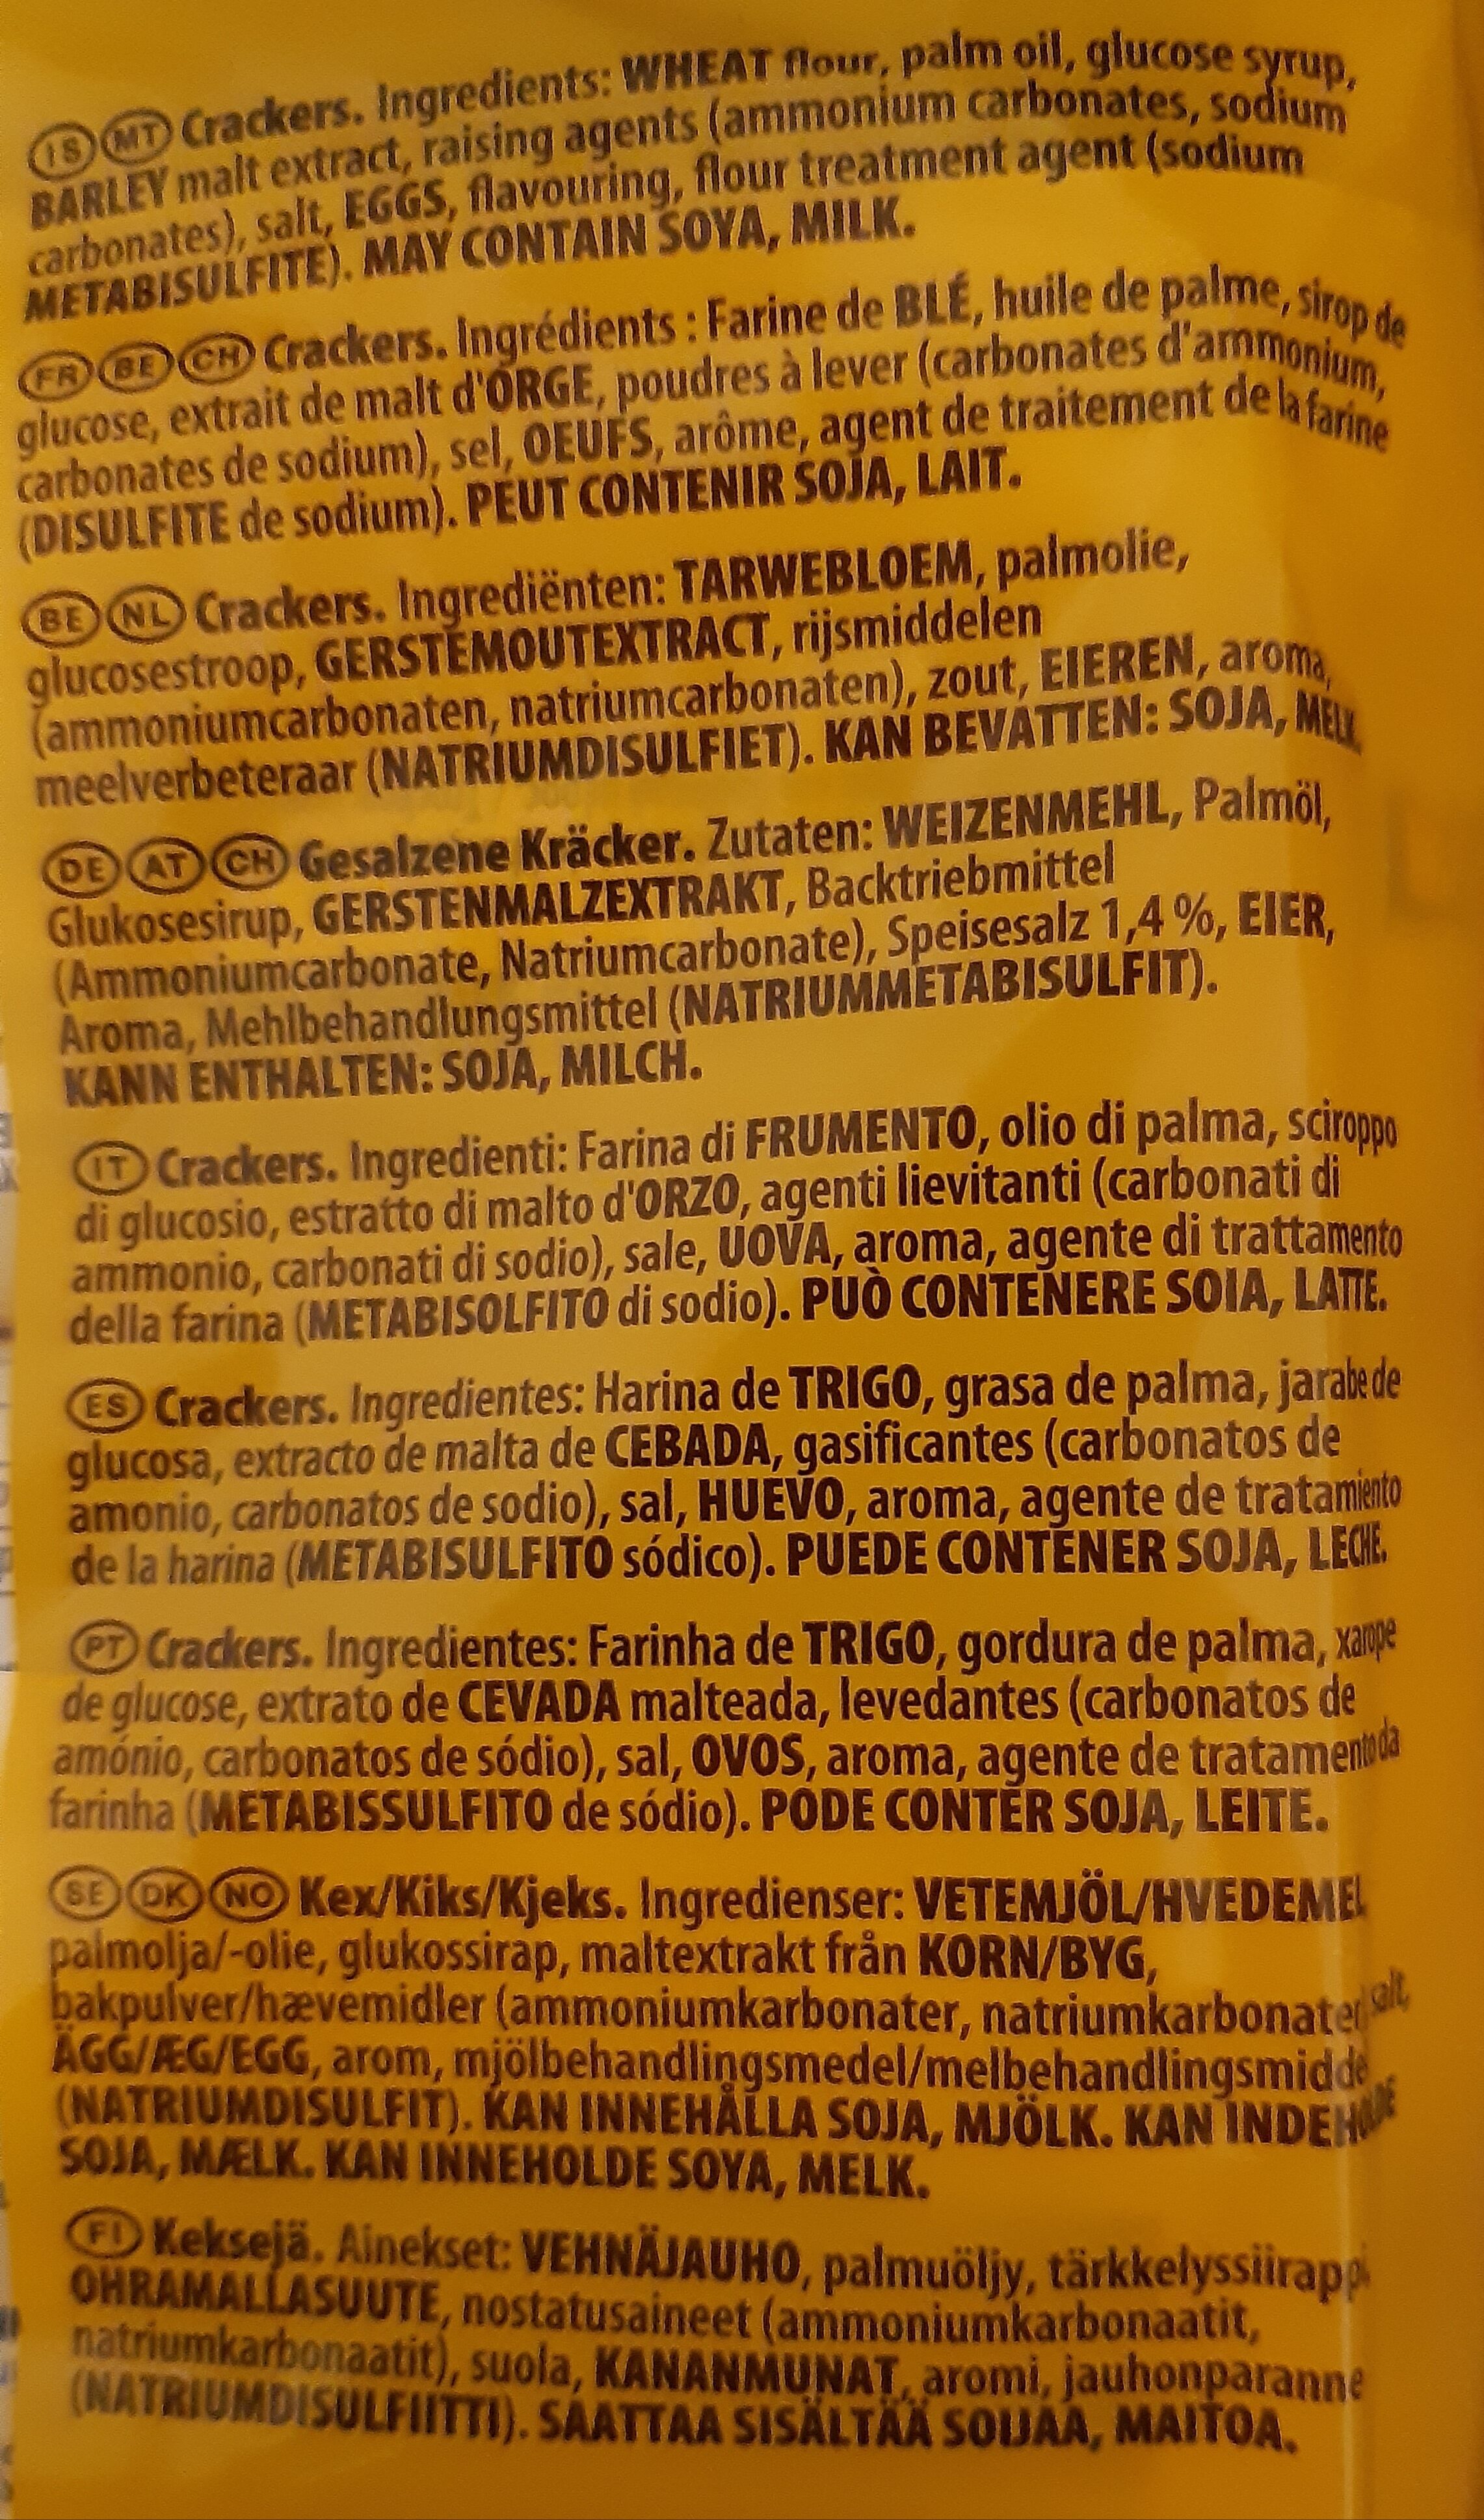 IS MT Crackers. Ingredients: WHEAT flour, palm oil, glucose syrup,
BARLEY malt extract, raising agents (ammonium carbonates, sodium
carbonates), salt, EGGS, flavouring, flour treatment agent (sodium
METABISULFITE). MAY CONTAIN SOYA, MILK.
FR BE CH Crackers. Ingrédients : Farine de BLÉ, huile de palme, sirop de
glucose, extrait de malt d'ORGE, poudres à lever (carbonates d'ammonium,
carbonates de sodium), sel, OEUFS, arôme, agent de traitement de la farine
(DISULFITE de sodium). PEUT CONTENIR SOJA, LAIT.
BE NL Crackers. Ingrediënten: TARWEBLOEM, palmolie,
glucosestroop, GERSTEMOUTEXTRACT, rijsmiddelen
(ammoniumcarbonaten, natriumcarbonaten), zout, EIEREN, aroma,
meelverbeteraar (NATRIUMDISULFIET). KAN BEVATTEN: SOJA, MELK
DE AT CH Gesalzene Kräcker. Zutaten: WEIZENMEHL, Palmöl,
Glukosesirup, GERSTENMALZEXTRAKT, Backtriebmittel
(Ammoniumcarbonate, Natriumcarbonate), Speisesalz 1,4 %, EIER,
Aroma, Mehlbehandlungsmittel (NATRIUMMETABISULFIT).
KANN ENTHALTEN: SOJA, MILCH.
IT Crackers. Ingredienti: Farina di FRUMENTO, olio di palma, sciroppo
di glucosio, estratto di malto d'ORZO, agenti lievitanti (carbonati di
ammonio, carbonati di sodio), sale, UOVA, aroma, agente di trattamento
della farina (METABISOLFITO di sodio). PUÒ CONTENERE SOIA, LATTE.
ES Crackers. Ingredientes: Harina de TRIGO, grasa de palma, jarabe de
glucosa, extracto de malta de CEBADA, gasificantes (carbonatos de
amonio, carbonatos de sodio), sal, HUEVO, aroma, agente de tratamiento
de la harina (METABISULFITO sódico). PUEDE CONTENER SOJA, LECHE.
PT Crackers. Ingredientes: Farinha de TRIGO, gordura de palma, xarope
de glucose, extrato de CEVADA malteada, levedantes (carbonatos de
amónio, carbonatos de sódio), sal, OVOS, aroma, agente de tratamento da
farinha (METABISSULFITO de sódio). PODE CONTER SOJA, LEITE.
SE DK NO Kex/Kiks/Kjeks. Ingredienser: VETEMJÖL/HVEDEMEL
palmolja/-olie, glukossirap, maltextrakt från KORN/BYG,
bakpulver/hævemidler (ammoniumkarbonater, natriumkarbonater salt,
ÄGG/ÆG/EGG, arom, mjölbehandlingsmedel/melbehandlingsmiddel
(NATRIUMDISULFIT). KAN INNEHÅLLA SOJA, MJÖLK. KAN INDEHOLDE
SOJA, MÆLK. KAN INNEHOLDE SOYA, MELK.
FI Keksejä. Ainekset: VEHNÄJAUHO, palmuöljy, tärkkelyssiirappi
OHRAMALLASUUTE, nostatusaineet (ammoniumkarbonaatit,
natriumkarbonaatit), suola, KANANMUNAT, aromi, jauhonparanne
(NATRIUMDISULFIITTI). SAATTAA SISÄLTÄÄ SOIJAA, MAITOA.